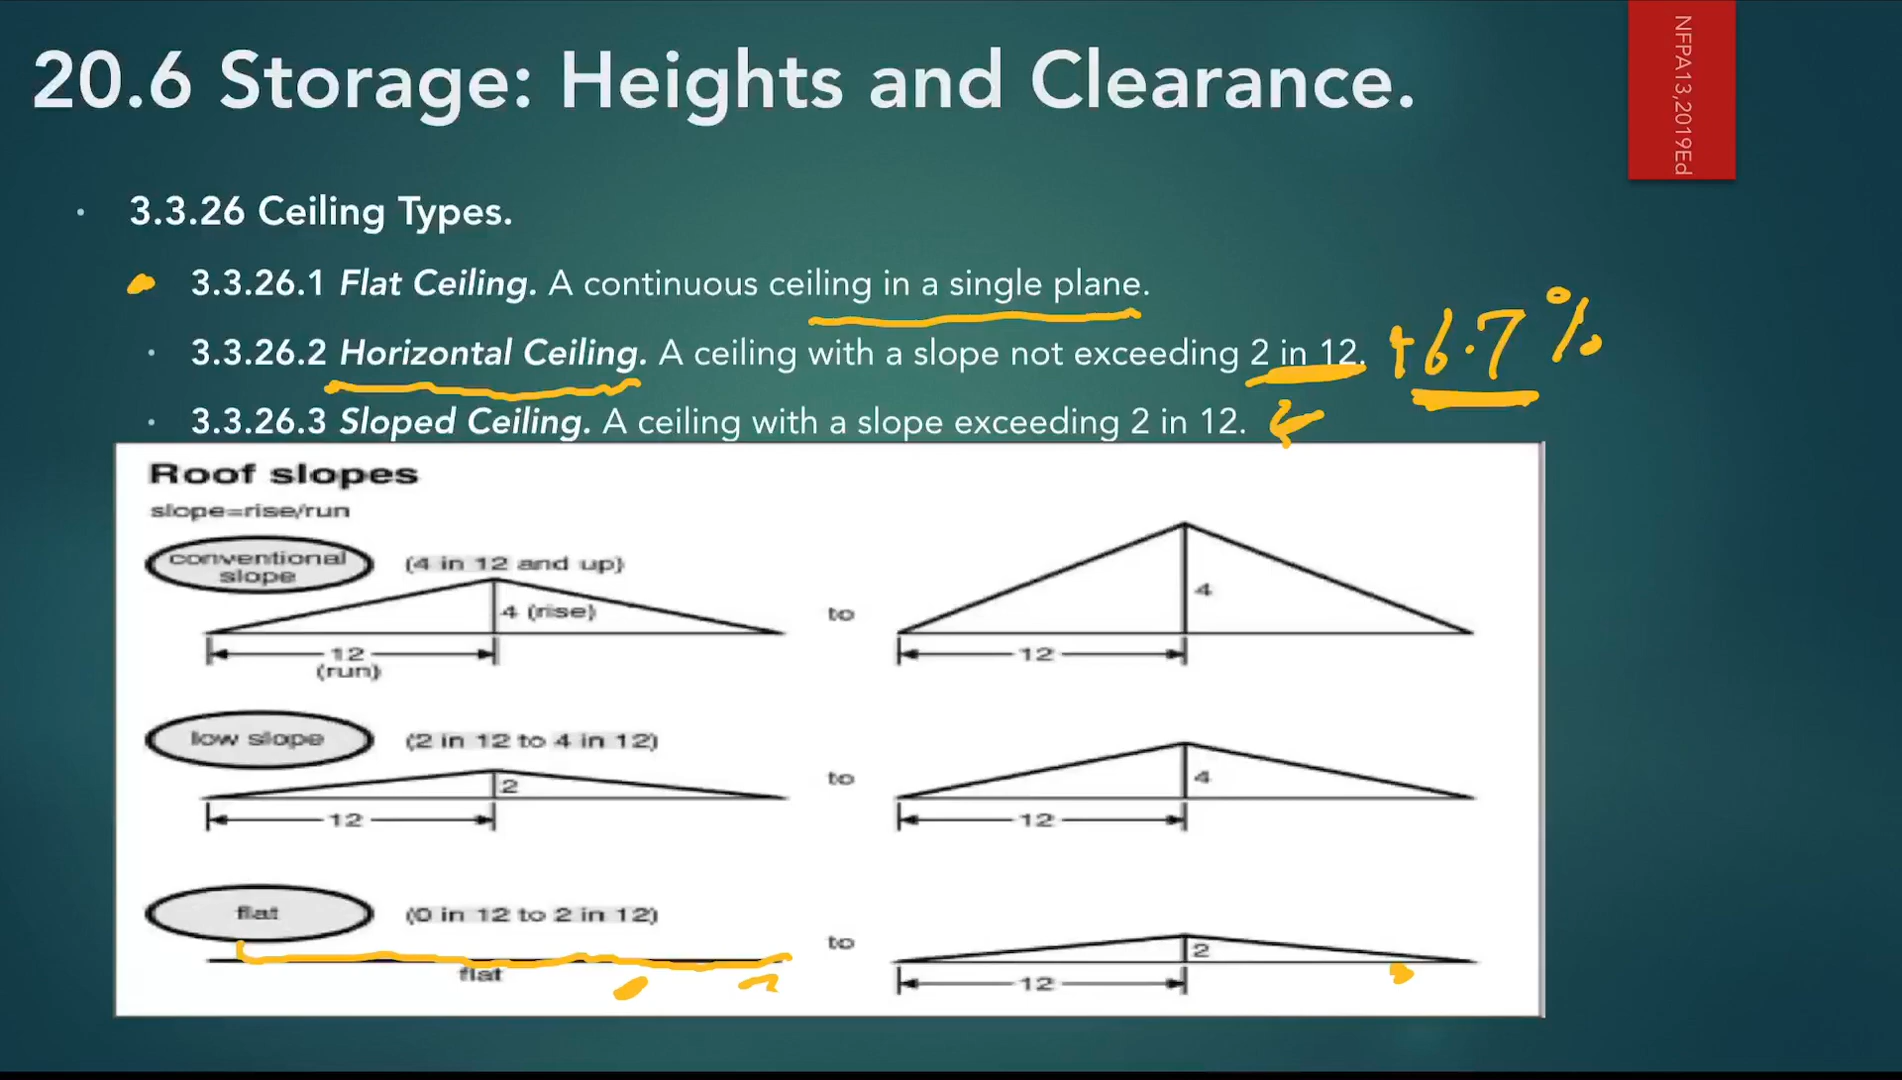 20.6 Storage: Heights and Clearance.
NFPA13,2019Ed
3.3.26 Ceiling Types.
3.3.26.1 Flat Ceiling. A continuous ceiling in a single plane.
3.3.26.2 Horizontal Ceiling. A ceiling with a slope not exceeding 2 in 12. 16.7%
3.3.26.3 Sloped Ceiling. A ceiling with a slope exceeding 2 in 12.
Roof slopes
slope=rise/run
conventional
slope
(4 in 12 and up)
4 (rise)
12
(run)
to
4
12
low slope
(2 in 12 to 4 in 12)
2
12
to
4
12
flat
(0 in 12 to 2 in 12)
flat
to
2
12